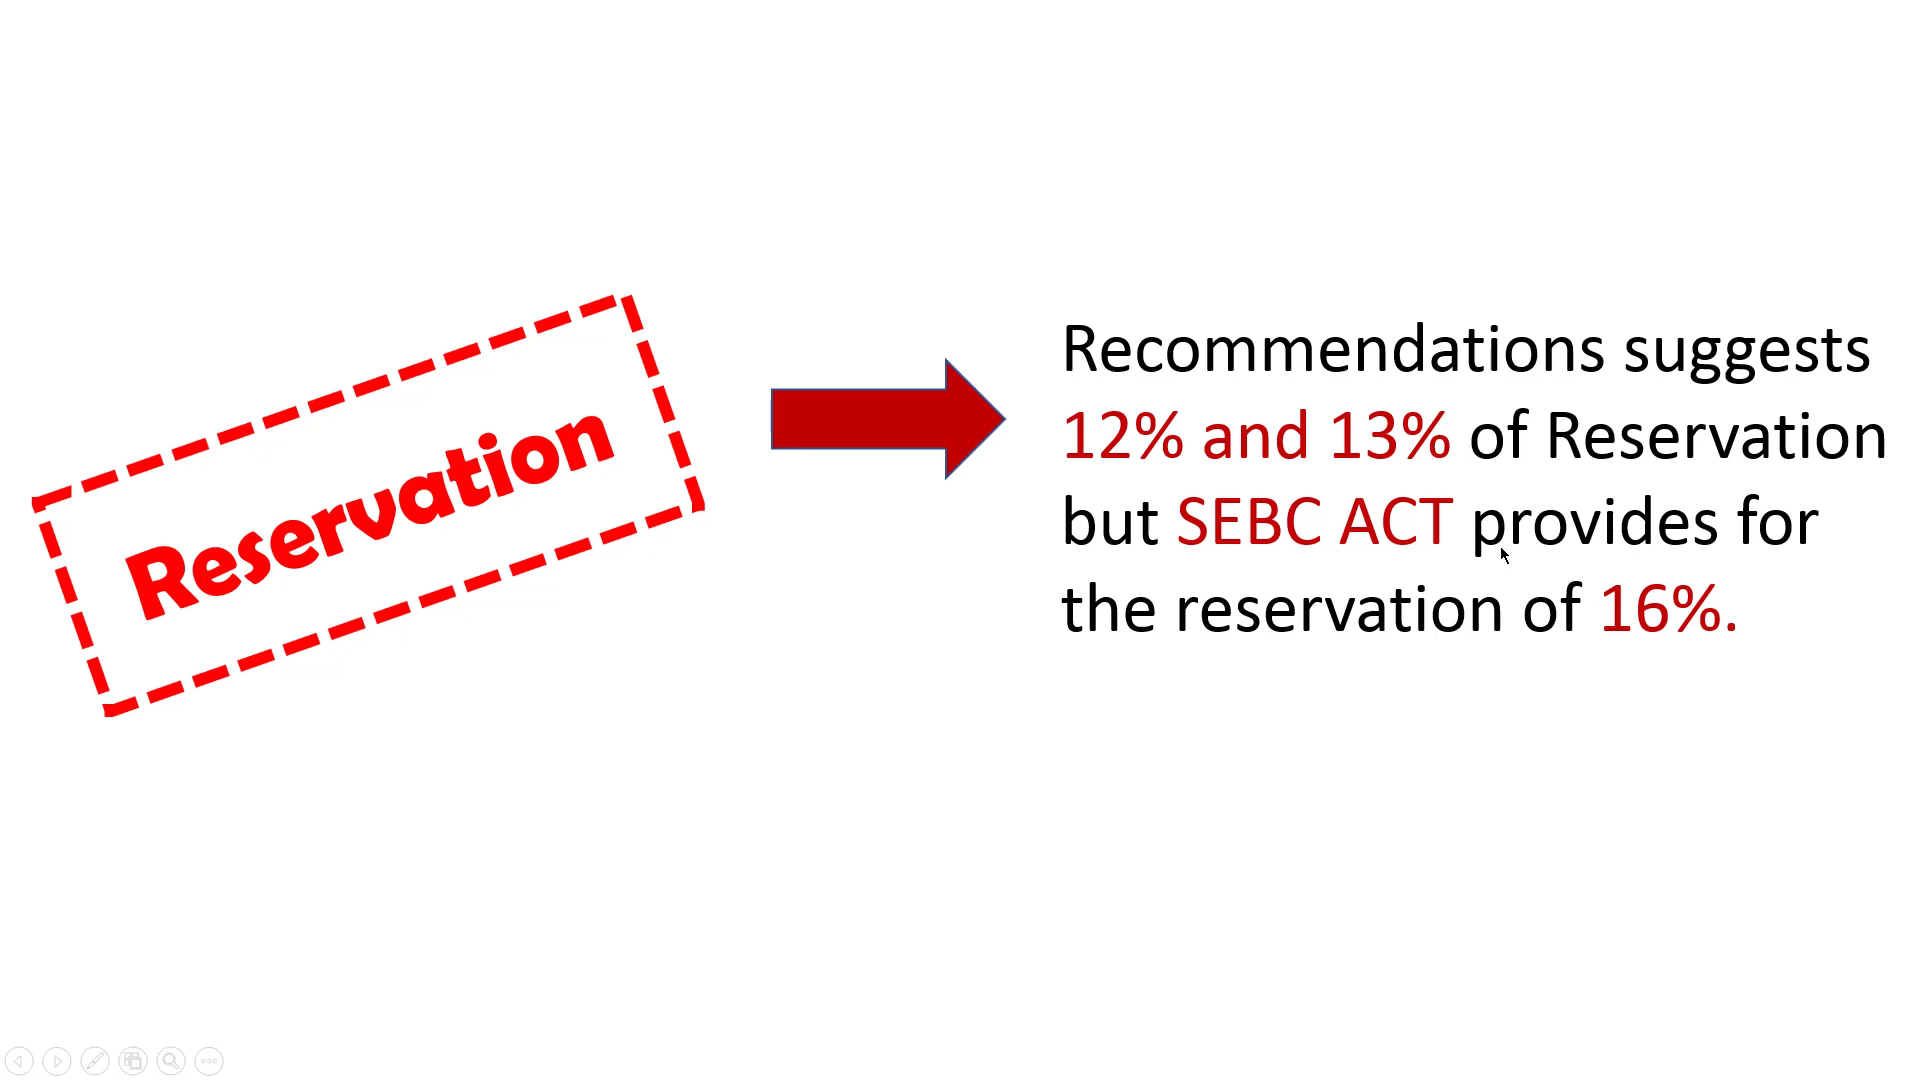 Reservation
Recommendations suggests
12% and 13% of Reservation
but SEBC ACT provides for
the reservation of 16%.